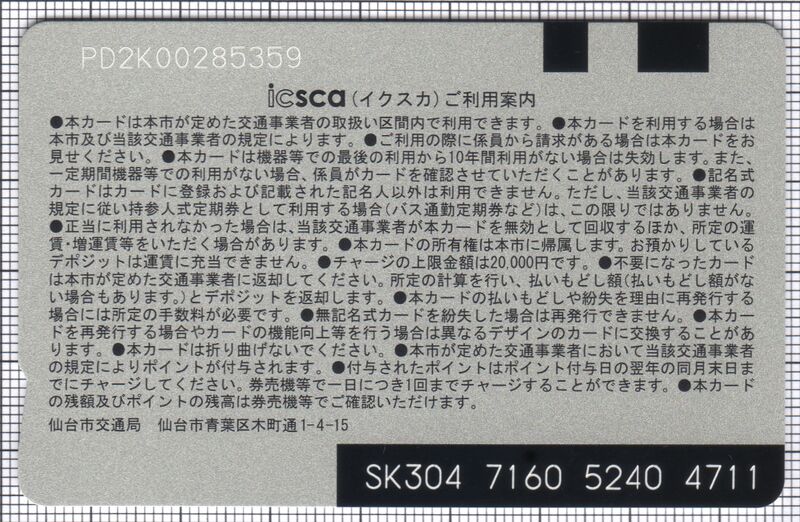 PD2K00285359
icsca(イクスカ)ご利用案内
●本カードは本市が定めた交通事業者の取扱い区間内で利用できます。●本カードを利用する場合は
本市及び当該交通事業者の規定によります。●ご利用の際に係員から請求がある場合は本カードをお
見せください。●本カードは機器等での最後の利用から10年間利用がない場合は失効します。また、
一定期間機器等での利用がない場合、係員がカードを確認させていただくことがあります。●記名式
カードはカードに登録および記載された記名人以外は利用できません。ただし、当該交通事業者の
規定に従い持参人式定期券として利用する場合(バス通勤定期券など)は、この限りではありません。
●正当に利用されなかった場合は、当該交通事業者が本カードを無効として回収するほか、所定の運
賃・増運賃等をいただく場合があります。●本カードの所有権は本市に帰属します。お預かりしている
デポジットは運賃に充当できません。●チャージの上限金額は20,000円です。●不要になったカード
は本市が定めた交通事業者に返却してください。所定の計算を行い、払いもどし額(払いもどし額がな
い場合もあります。)とデポジットを返却します。●本カードの払いもどしや紛失を理由に再発行する
場合には所定の手数料が必要です。●無記名式カードを紛失した場合は再発行できません。●本カー
ドを再発行する場合やカードの機能向上等を行う場合は異なるデザインのカードに交換することがあ
ります。●本カードは折り曲げないでください。●本市が定めた交通事業者において当該交通事業者
の規定によりポイントが付与されます。●付与されたポイントはポイント付与日の翌年の同月末日ま
でにチャージしてください。券売機等で一日につき1回までチャージすることができます。●本カード
の残額及びポイントの残高は券売機等でご確認いただけます。
仙台市交通局 仙台市青葉区木町通1-4-15
SK304 7160 5240 4711